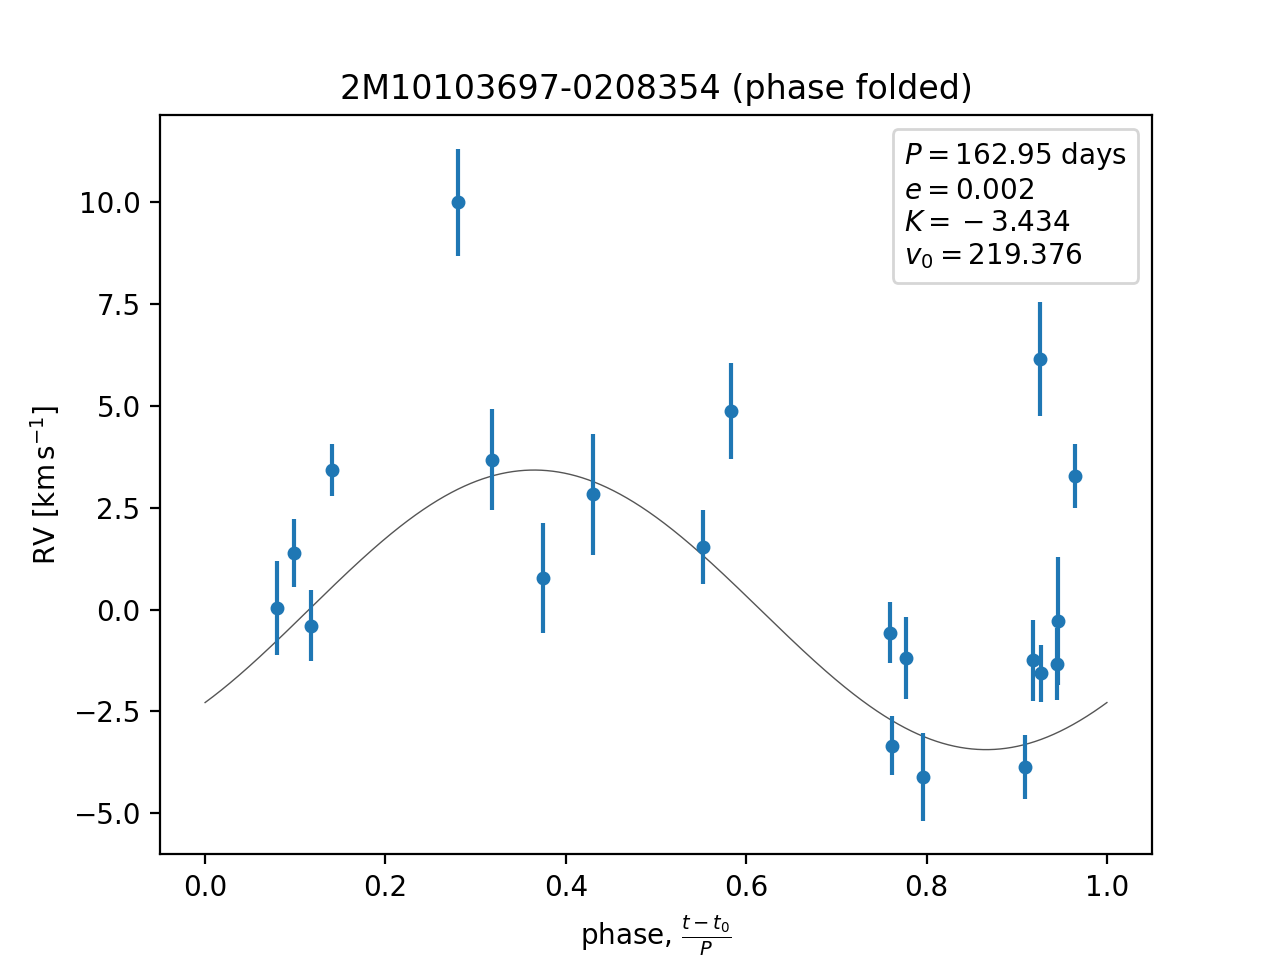 2M10103697-0208354 (phase folded)
P = 162.95 days
e = 0.002
K = −3.434
v₀ = 219.376
RV [km s⁻¹]
10.0
7.5
5.0
2.5
0.0
−2.5
−5.0
0.0 0.2 0.4 0.6 0.8 1.0
phase, (t − t₀)/P